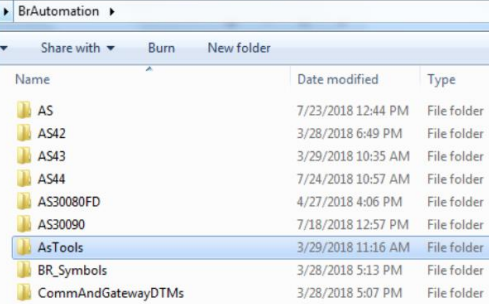 BrAutomation
Share with Burn New folder
Name Date modified Type
AS 7/23/2018 12:44 PM File folder
AS42 3/28/2018 6:49 PM File folder
AS43 3/29/2018 10:35 AM File folder
AS44 7/24/2018 10:57 AM File folder
AS30080FD 4/27/2018 4:06 PM File folder
AS30090 7/18/2018 12:57 PM File folder
AsTools 3/29/2018 11:16 AM File folder
BR_Symbols 3/28/2018 5:13 PM File folder
CommAndGatewayDTMs 3/28/2018 5:07 PM File folder